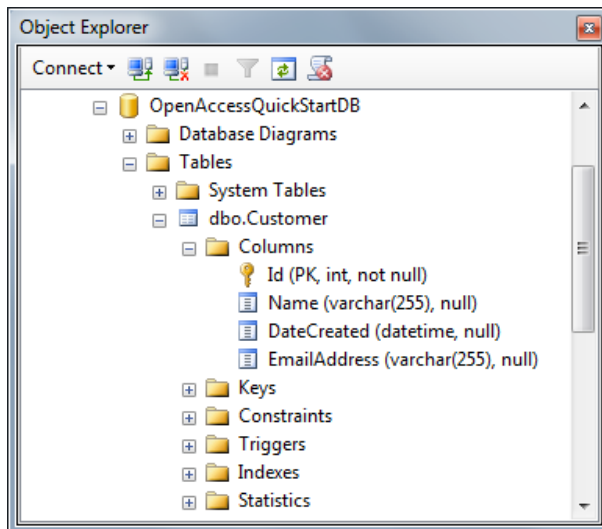 Object Explorer
Connect
OpenAccessQuickStartDB
Database Diagrams
Tables
System Tables
dbo.Customer
Columns
Id (PK, int, not null)
Name (varchar(255), null)
DateCreated (datetime, null)
EmailAddress (varchar(255), null)
Keys
Constraints
Triggers
Indexes
Statistics